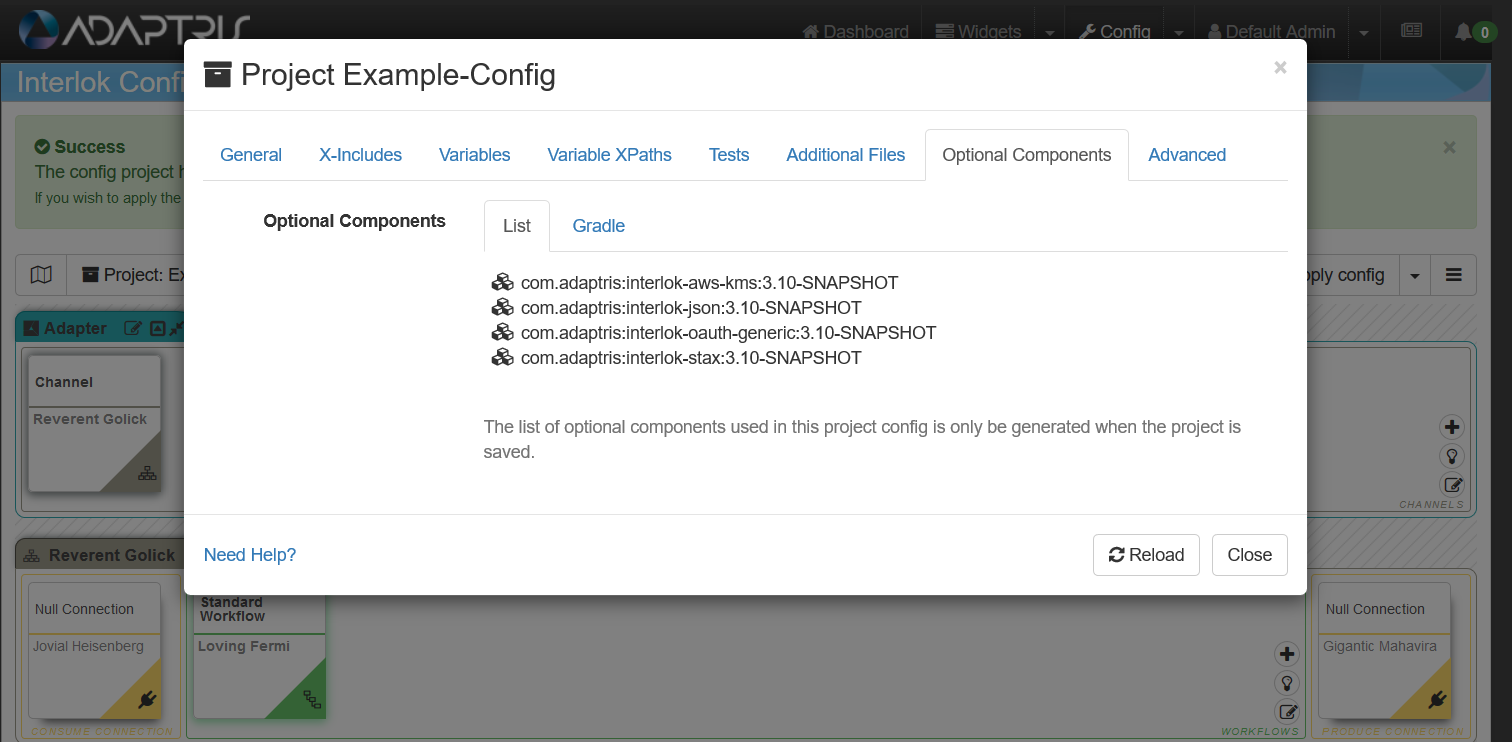 ADAPTRIS
Dashboard
Widgets
Config
Default Admin
0
Interlok Confi
Project Example-Config
×
Success
The config project h
If you wish to apply the
×
General
X-Includes
Variables
Variable XPaths
Tests
Additional Files
Optional Components
Advanced
Optional Components
List
Gradle
com.adaptris:interlok-aws-kms:3.10-SNAPSHOT
com.adaptris:interlok-json:3.10-SNAPSHOT
com.adaptris:interlok-oauth-generic:3.10-SNAPSHOT
com.adaptris:interlok-stax:3.10-SNAPSHOT
The list of optional components used in this project config is only be generated when the project is
saved.
Need Help?
Reload
Close
Project: Ex
pply config
Adapter
Channel
Reverent Golick
CHANNELS
Reverent Golick
Null Connection
Jovial Heisenberg
CONSUME CONNECTION
Standard
Workflow
Loving Fermi
WORKFLOWS
Null Connection
Gigantic Mahavira
PRODUCE CONNECTION